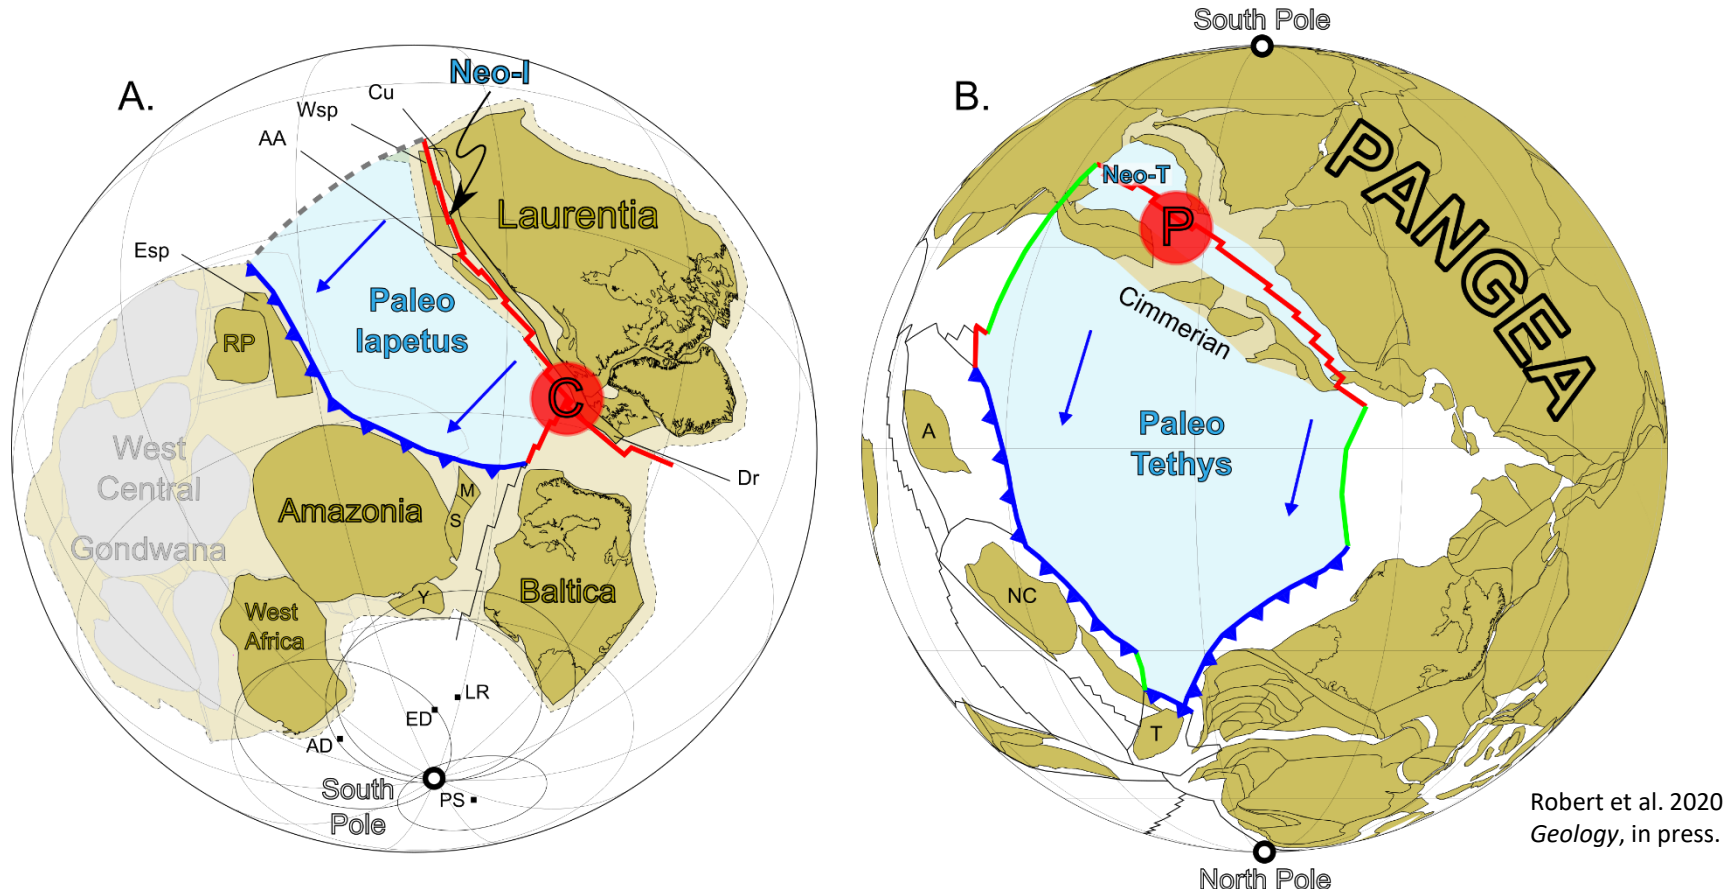 A.
Neo-I
Cu
Wsp
AA
Laurentia
Esp
Paleo
Iapetus
RP
C
West
Central
Gondwana
Dr
Amazonia
M
S
Baltica
Y
West
Africa
LR
ED
AD
South
Pole
PS
South Pole
B.
PANGEA
Neo-T
P
Cimmerian
A
Paleo
Tethys
NC
T
North Pole
Robert et al. 2020
Geology, in press.